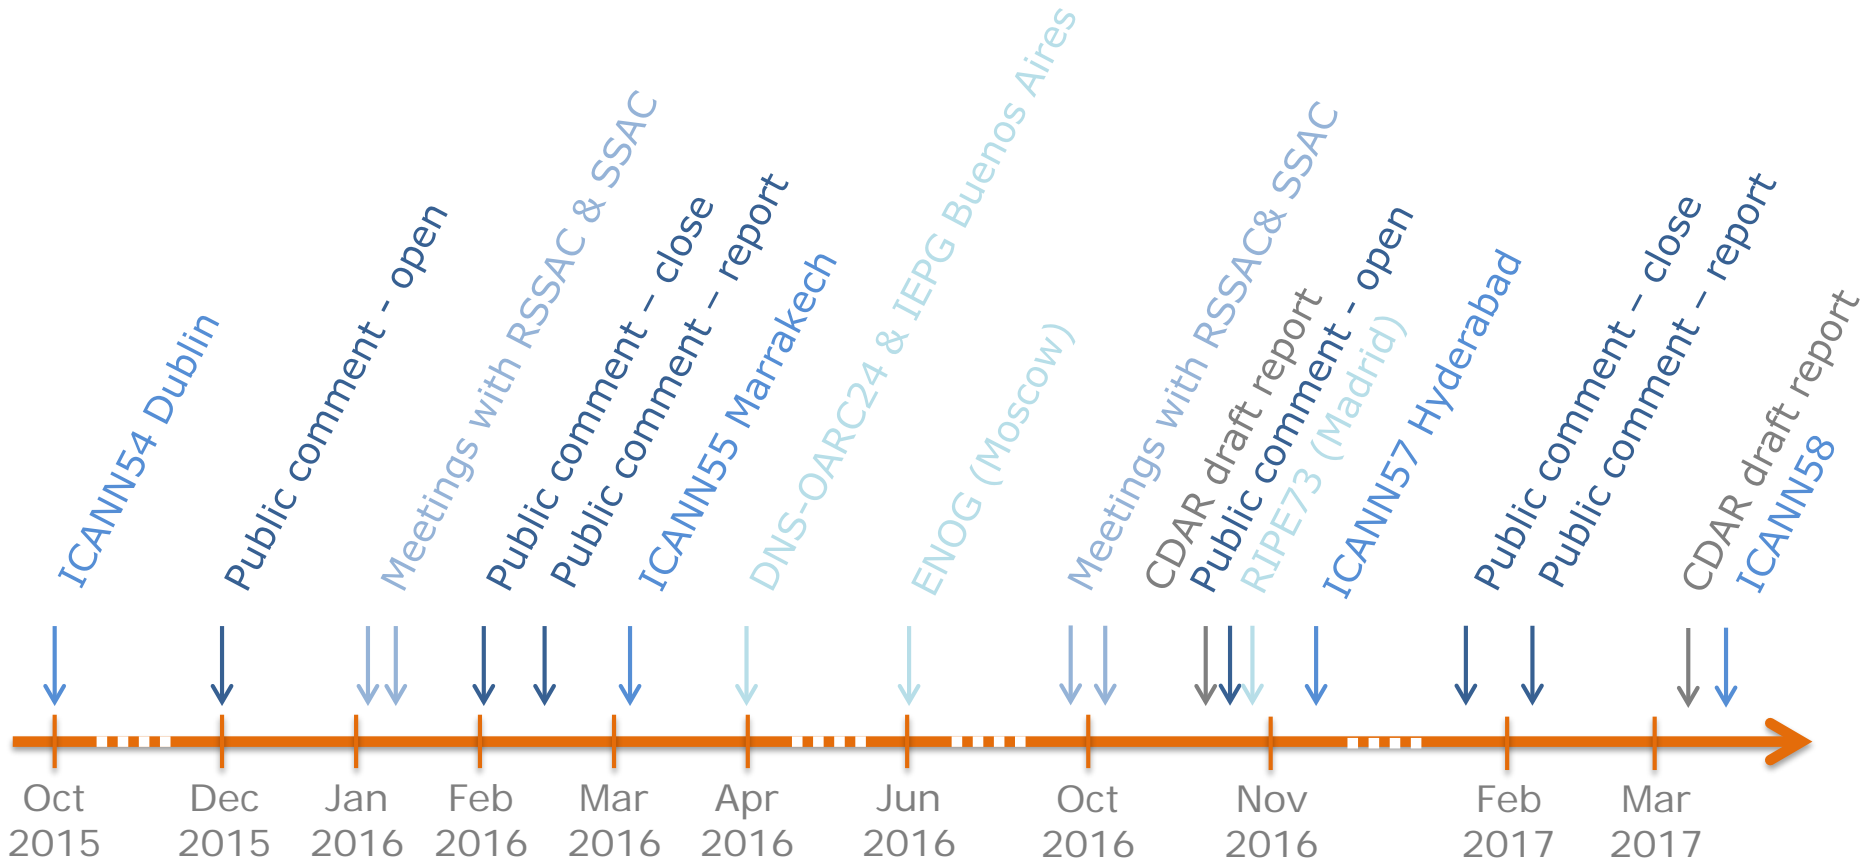 ICANN54 Dublin
Public comment - open
Meetings with RSSAC & SSAC
Public comment – close
Public comment – report
ICANN55 Marrakech
DNS-OARC24 & IEPG Buenos Aires
ENOG (Moscow)
Meetings with RSSAC& SSAC
CDAR draft report
Public comment - open
RIPE73 (Madrid)
ICANN57 Hyderabad
Public comment – close
Public comment – report
CDAR draft report
ICANN58
Oct
2015
Dec
2015
Jan
2016
Feb
2016
Mar
2016
Apr
2016
Jun
2016
Oct
2016
Nov
2016
Feb
2017
Mar
2017